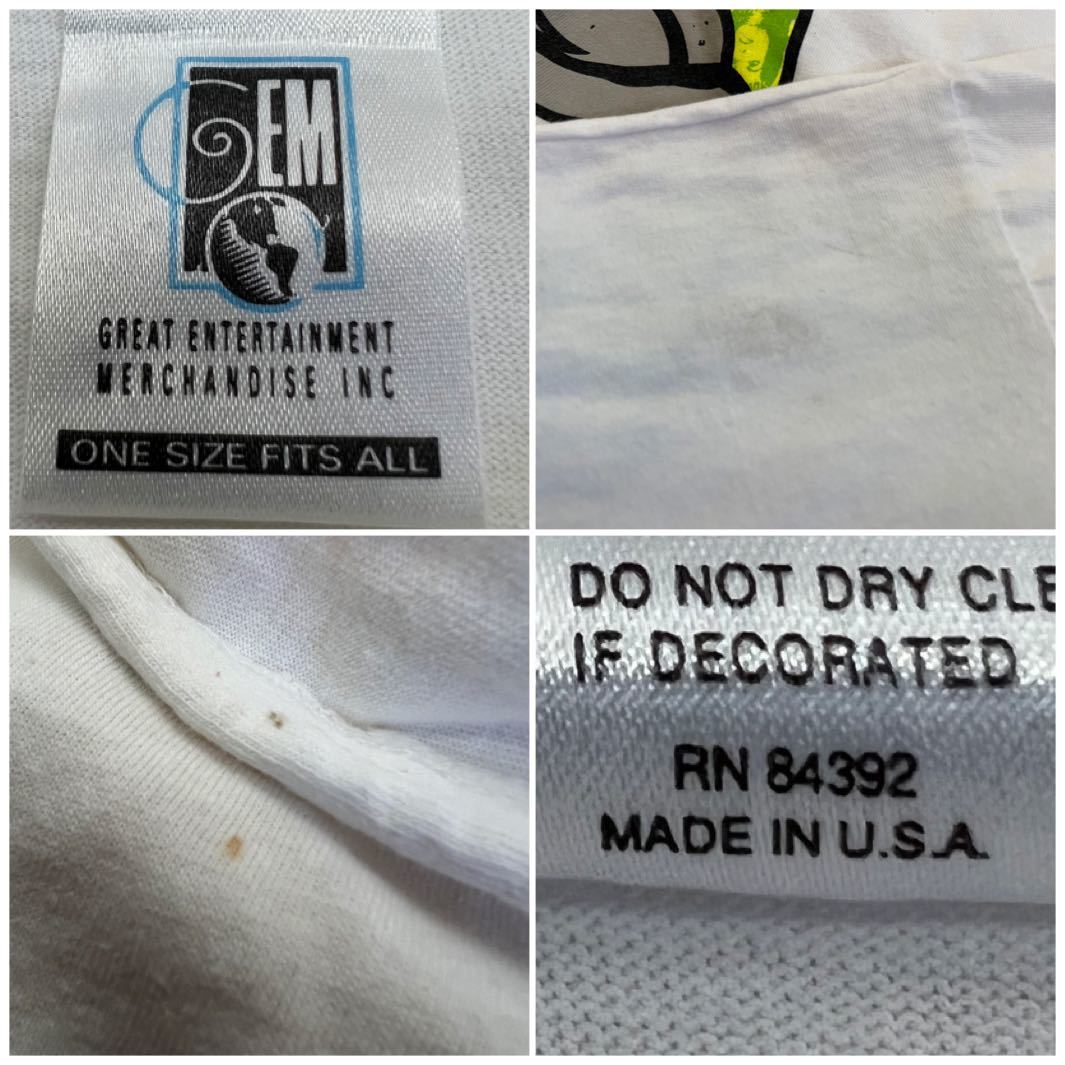 GEM
GREAT ENTERTAINMENT
MERCHANDISE INC
ONE SIZE FITS ALL
DO NOT DRY CLE
IF DECORATED
RN 84392
MADE IN U.S.A.